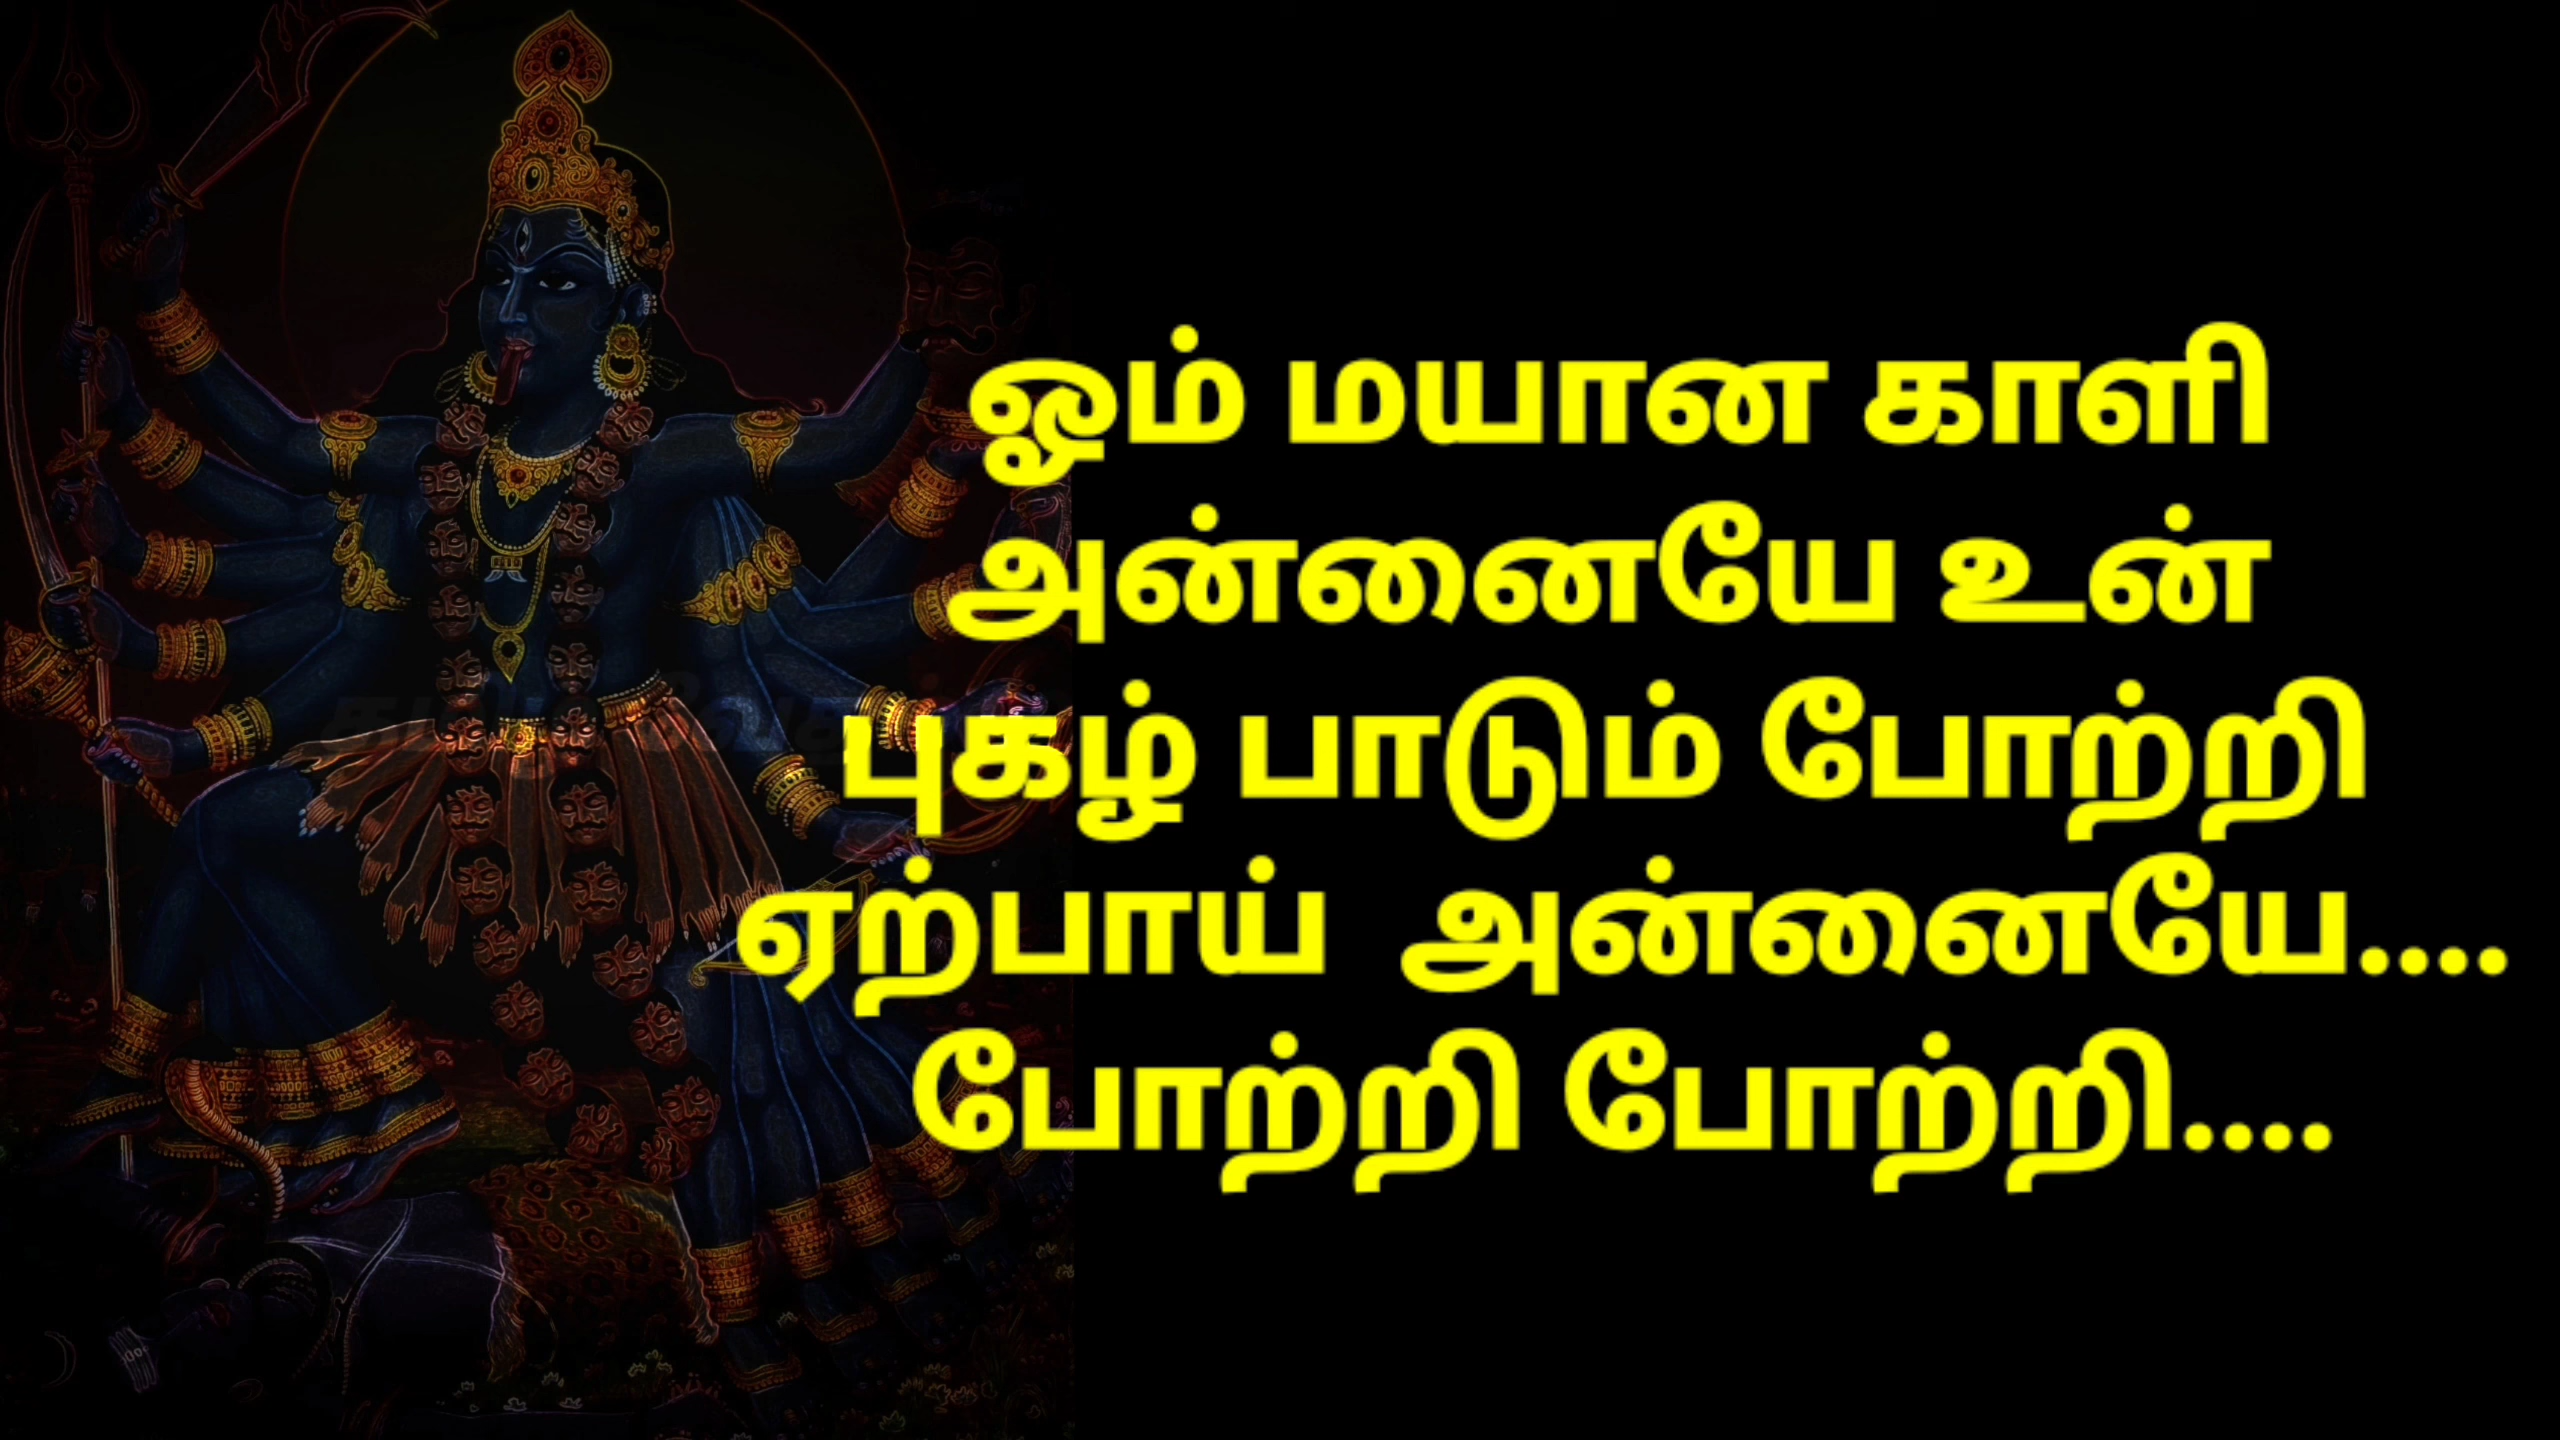 ஓம் மயான காளி
அன்னையே உன்
புகழ் பாடும் போற்றி
ஏற்பாய்  அன்னையே....
போற்றி போற்றி....